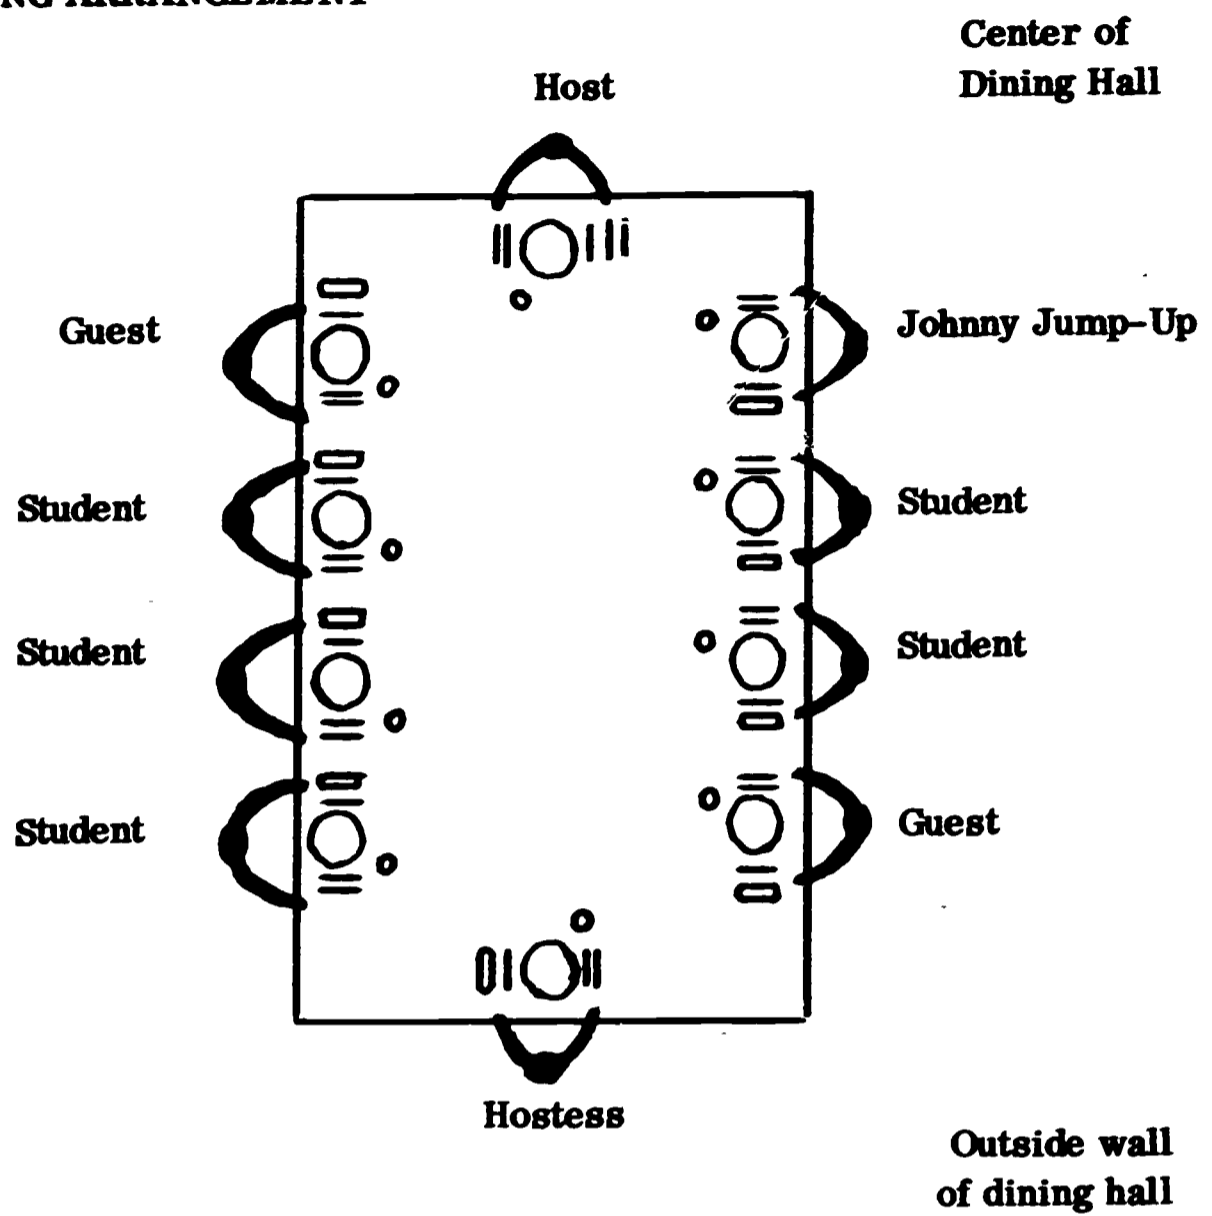 Center of
Dining Hall
Host
Guest
Johnny Jump-Up
Student
Student
Student
Student
Student
Guest
Hostess
Outside wall
of dining hall